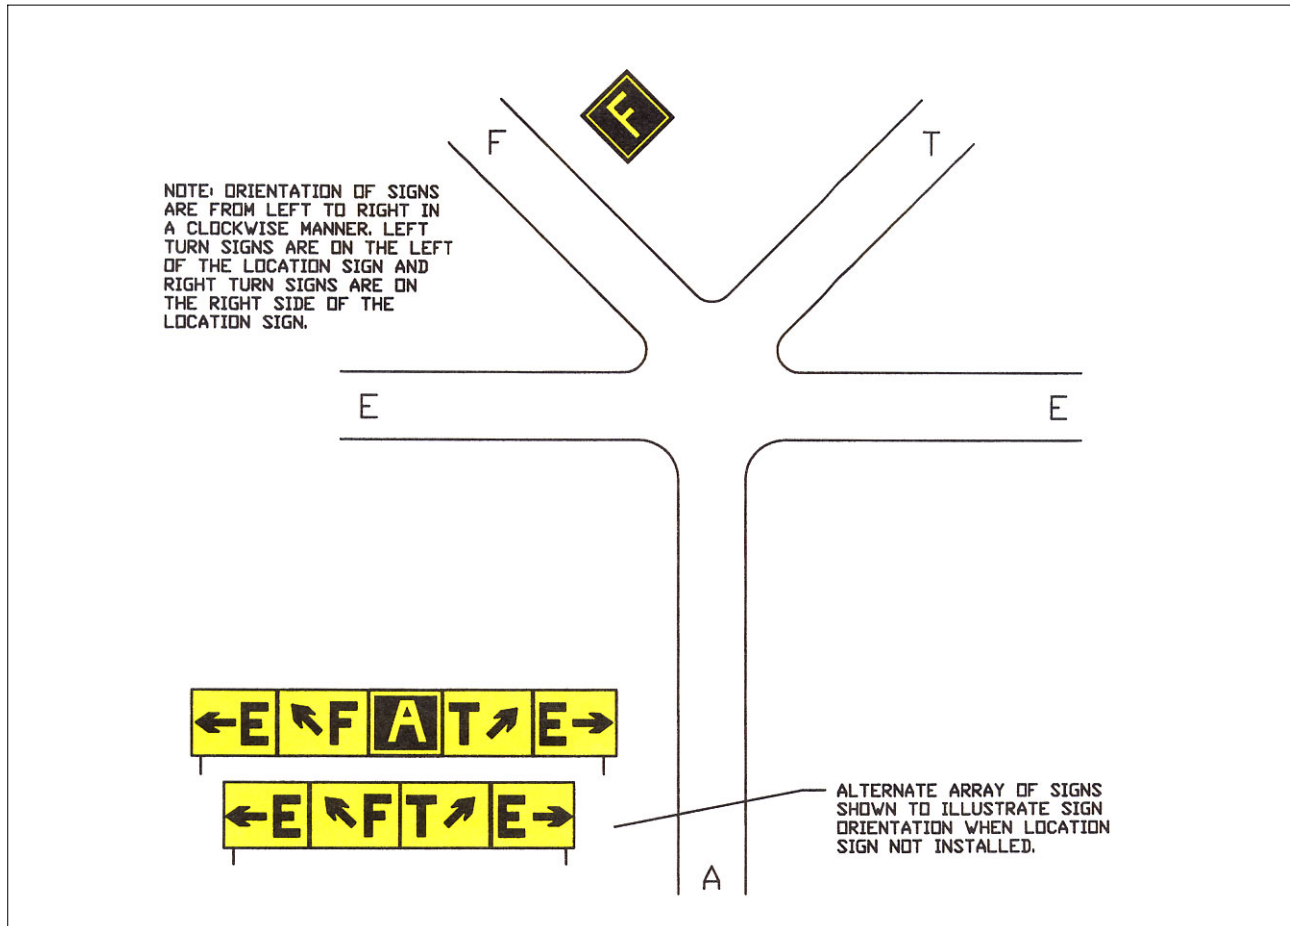 F
F
T
NOTE: ORIENTATION OF SIGNS
ARE FROM LEFT TO RIGHT IN
A CLOCKWISE MANNER. LEFT
TURN SIGNS ARE ON THE LEFT
OF THE LOCATION SIGN AND
RIGHT TURN SIGNS ARE ON
THE RIGHT SIDE OF THE
LOCATION SIGN.
E
E
←E ↖F A T↗ E→
←E ↖F T↗ E→
ALTERNATE ARRAY OF SIGNS
SHOWN TO ILLUSTRATE SIGN
ORIENTATION WHEN LOCATION
SIGN NOT INSTALLED.
A